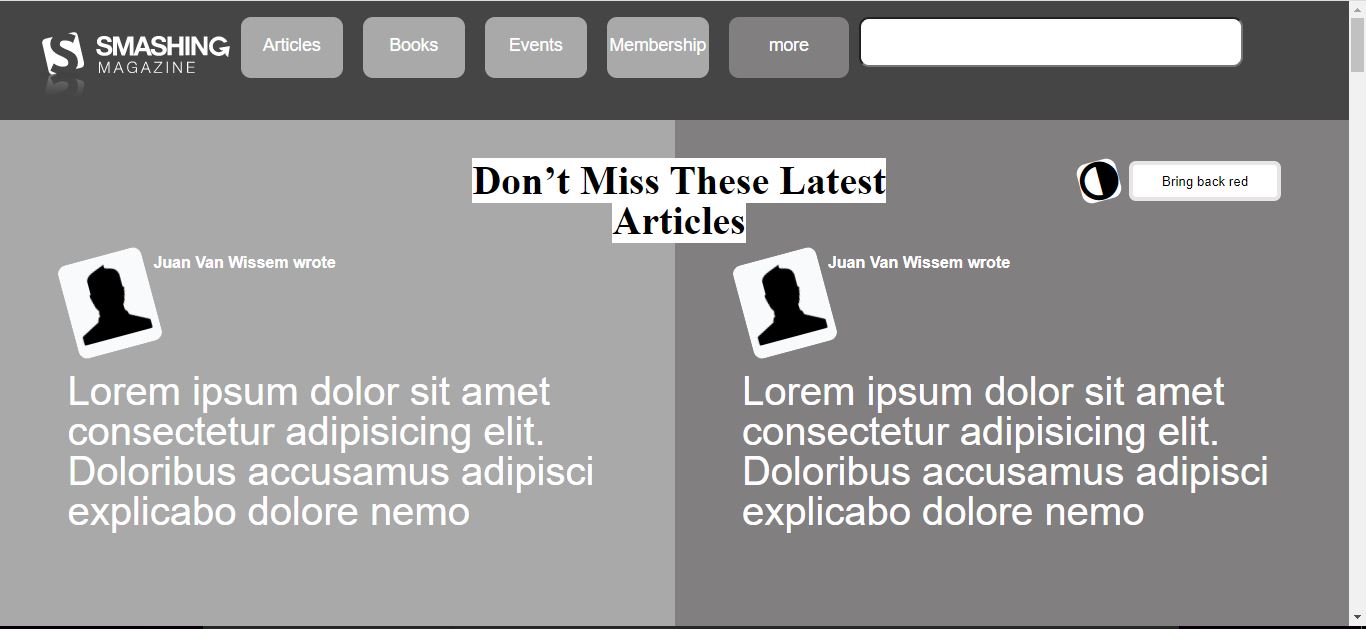 SMASHING
MAGAZINE
Articles
Books
Events
Membership
more
Don’t Miss These Latest
Articles
Bring back red
Juan Van Wissem wrote
Lorem ipsum dolor sit amet
consectetur adipisicing elit.
Doloribus accusamus adipisci
explicabo dolore nemo
Juan Van Wissem wrote
Lorem ipsum dolor sit amet
consectetur adipisicing elit.
Doloribus accusamus adipisci
explicabo dolore nemo